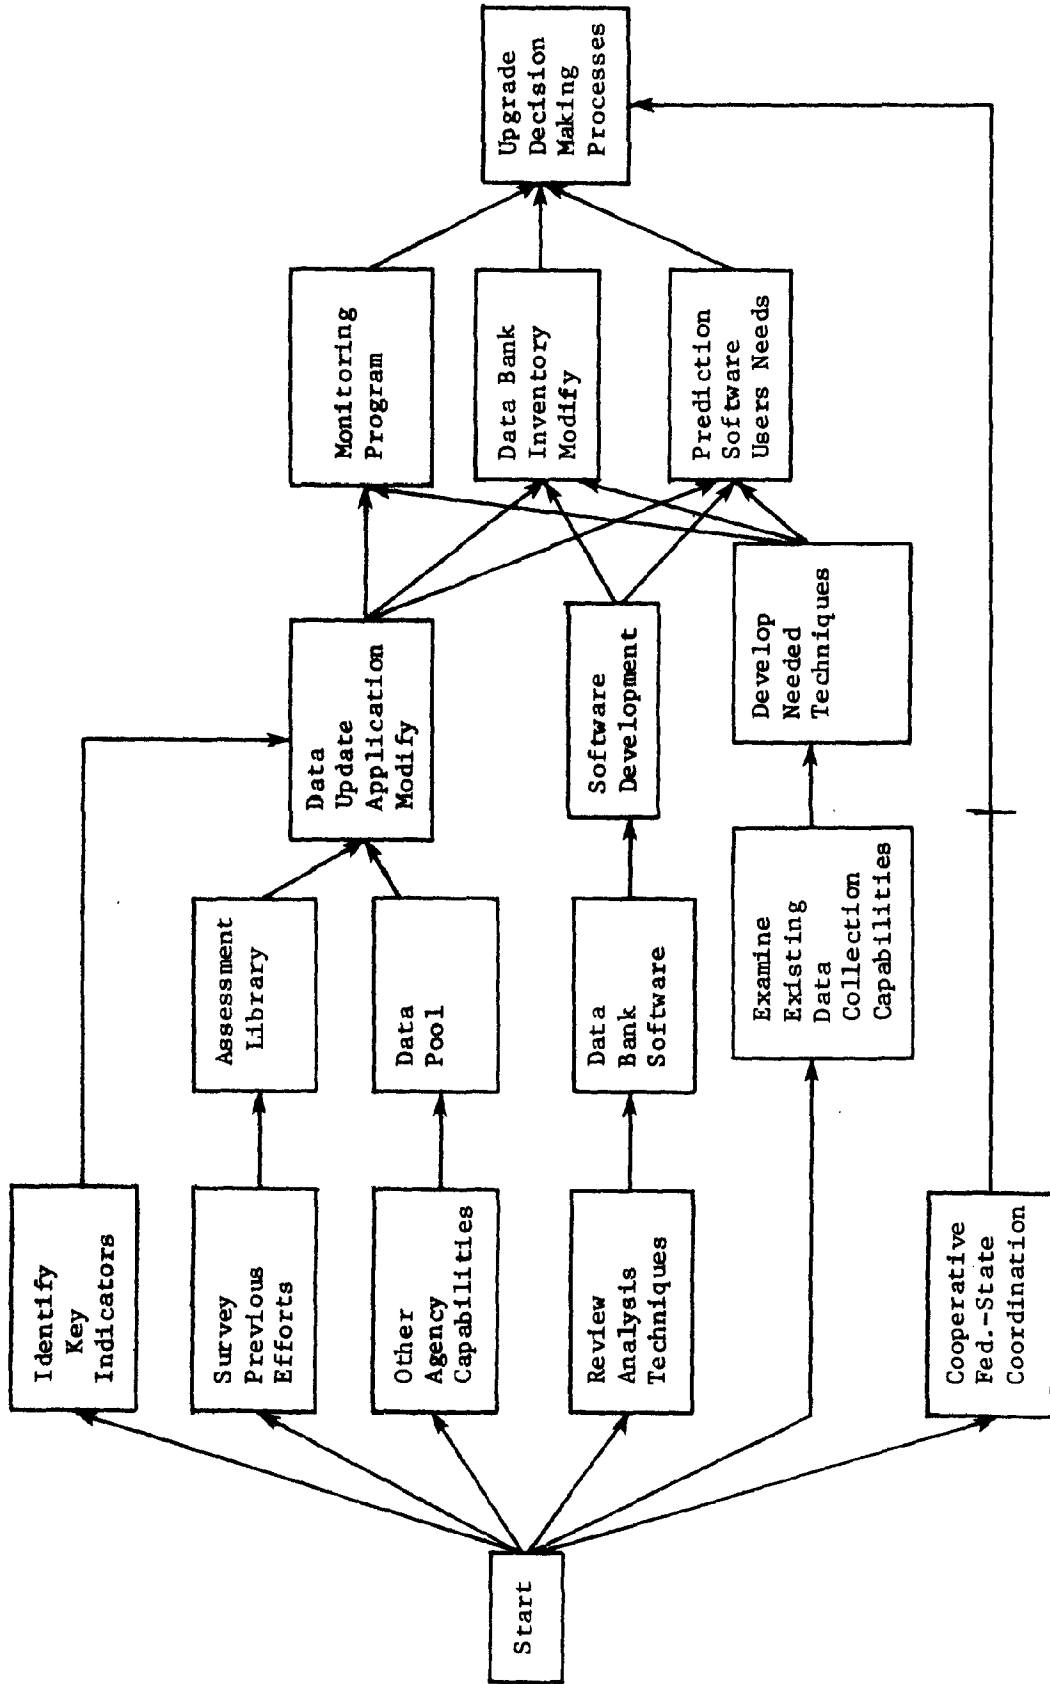 Start
Identify
Key
Indicators
Survey
Previous
Efforts
Other
Agency
Capabilities
Review
Analysis
Techniques
Cooperative
Fed.-State
Coordination
Assessment
Library
Data
Pool
Data
Bank
Software
Examine
Existing
Data
Collection
Capabilities
Data
Update
Application
Modify
Software
Development
Develop
Needed
Techniques
Monitoring
Program
Data Bank
Inventory
Modify
Prediction
Software
Users Needs
Upgrade
Decision
Making
Processes